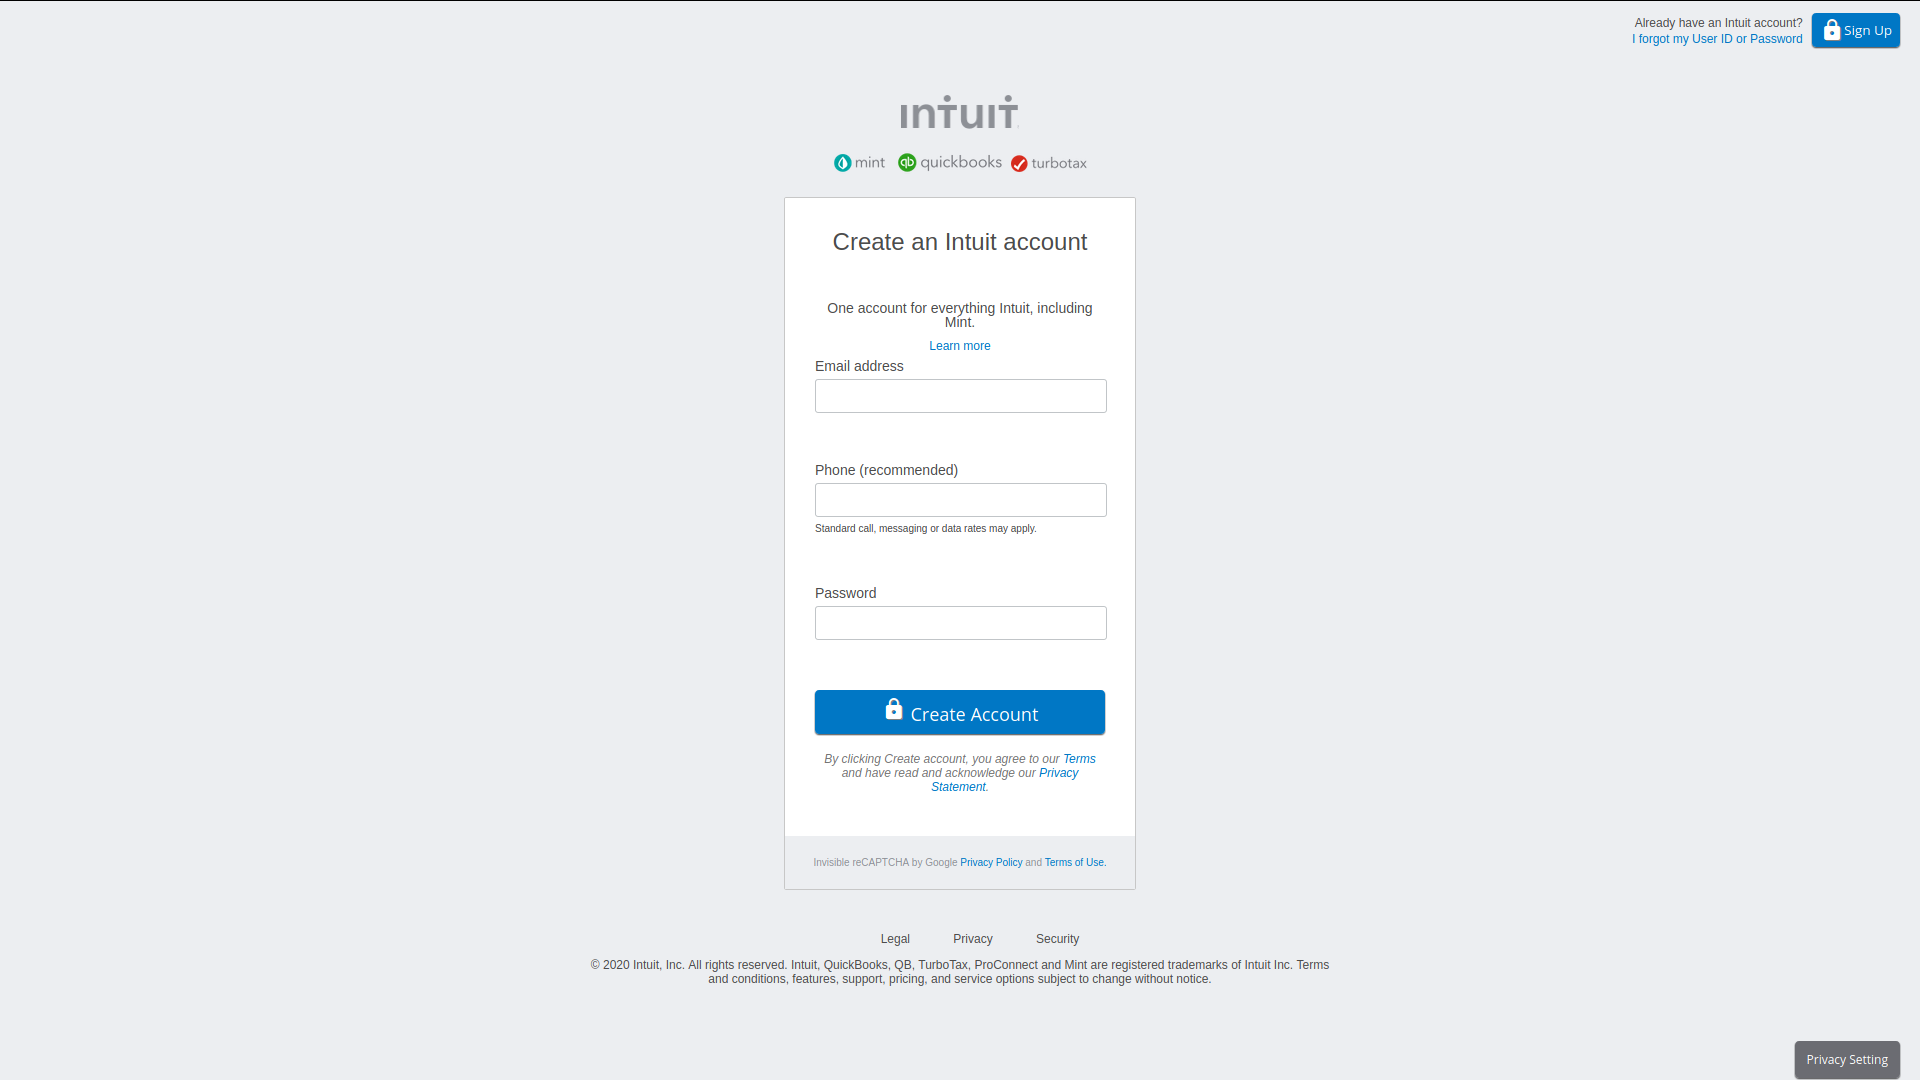 Already have an Intuit account?
I forgot my User ID or Password
Sign Up
intuit
mint qb quickbooks turbotax
Create an Intuit account
One account for everything Intuit, including
Mint.
Learn more
Email address
Phone (recommended)
Standard call, messaging or data rates may apply.
Password
Create Account
By clicking Create account, you agree to our Terms
and have read and acknowledge our Privacy
Statement.
Invisible reCAPTCHA by Google Privacy Policy and Terms of Use.
Legal Privacy Security
© 2020 Intuit, Inc. All rights reserved. Intuit, QuickBooks, QB, TurboTax, ProConnect and Mint are registered trademarks of Intuit Inc. Terms
and conditions, features, support, pricing, and service options subject to change without notice.
Privacy Setting